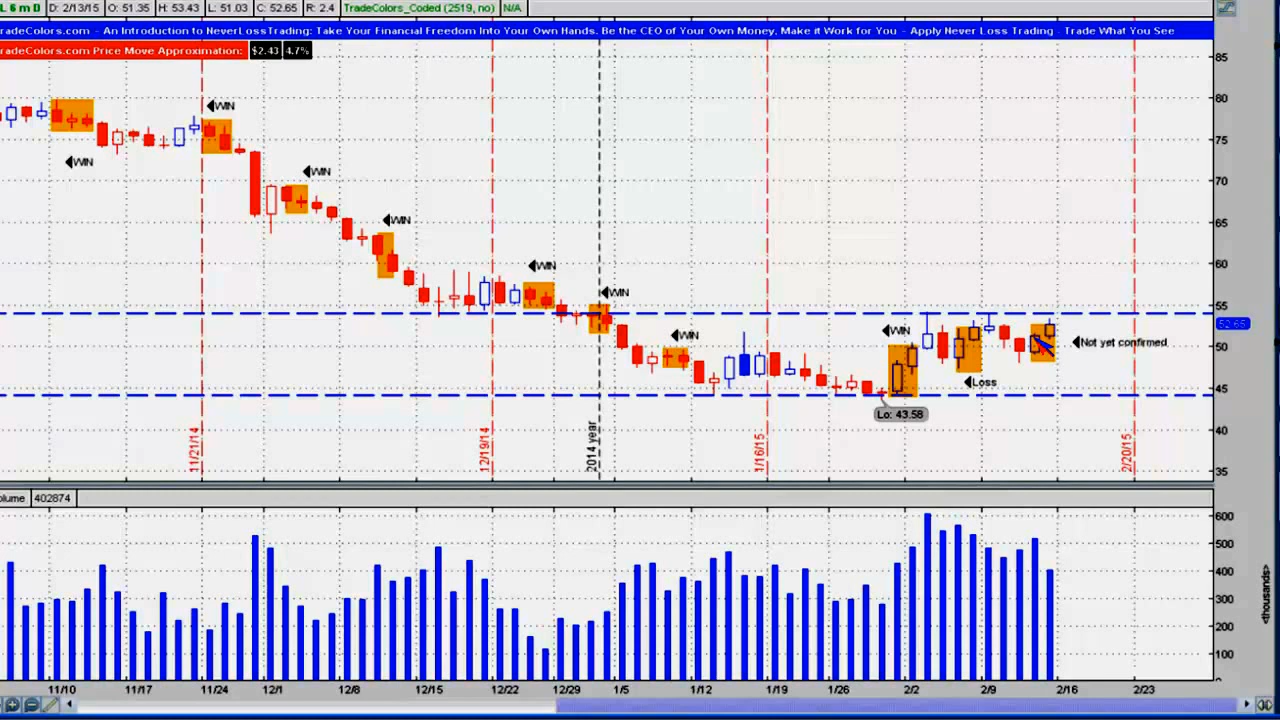 L 6 m D D: 2/13/15 O: 51.35 H: 53.43 L: 51.03 C: 52.65 R: 2.4 TradeColors_Coded (2519, no) N/A
radeColors.com - An Introduction to NeverLossTrading: Take Your Financial Freedom Into Your Own Hands. Be the CEO of Your Own Money, Make it Work for You - Apply Never Loss Trading - Trade What You See
radeColors.com Price Move Approximation: $2.43 4.7%
85
80
75
70
65
60
55
52.65
50
45
40
35
WIN
WIN
WIN
WIN
WIN
WIN
WIN
WIN
Loss
Not yet confirmed
Lo: 43.58
11/21/14
12/19/14
2014 year
1/16/15
2/20/15
olume 402874
600
500
400
300
200
100
<thousands>
11/10 11/17 11/24 12/1 12/8 12/15 12/22 12/29 1/5 1/12 1/19 1/26 2/2 2/9 2/16 2/23